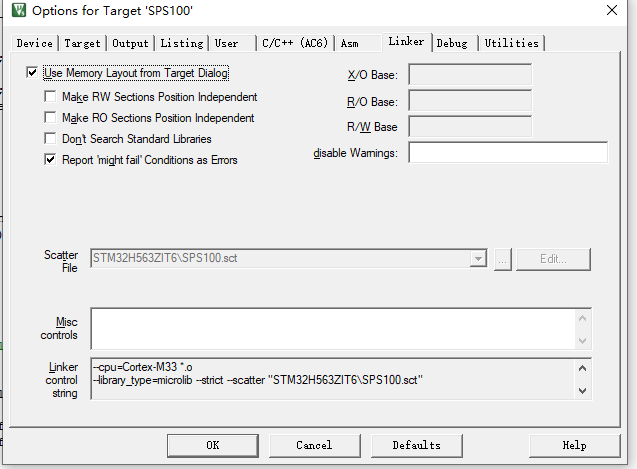 Options for Target 'SPS100'
Device Target Output Listing User C/C++ (AC6) Asm Linker Debug Utilities
Use Memory Layout from Target Dialog
Make RW Sections Position Independent
Make RO Sections Position Independent
Don't Search Standard Libraries
Report 'might fail' Conditions as Errors
X/O Base:
R/O Base:
R/W Base
disable Warnings:
Scatter
File
STM32H563ZIT6\SPS100.sct
...
Edit...
Misc
controls
Linker
control
string
--cpu=Cortex-M33 *.o
--library_type=microlib --strict --scatter "STM32H563ZIT6\SPS100.sct"
OK Cancel Defaults Help